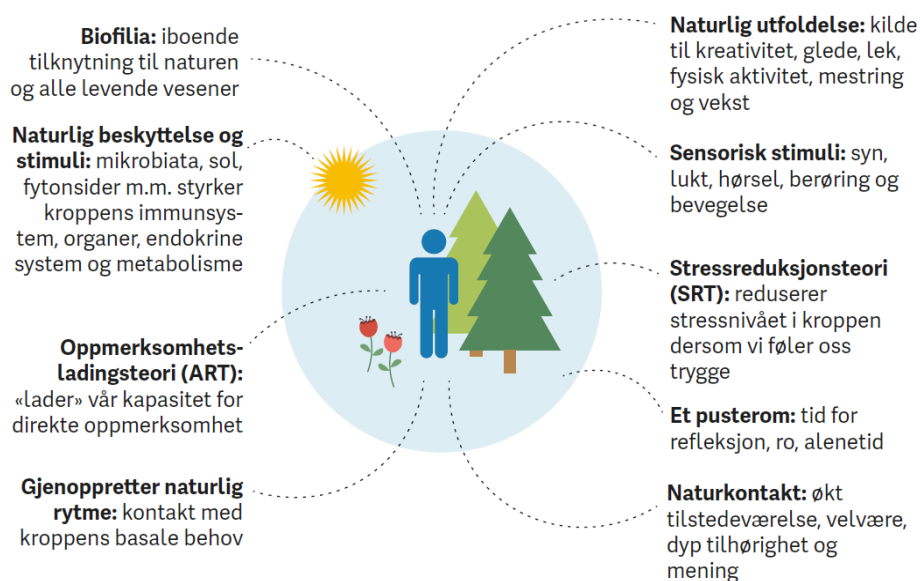 Biofilia: iboende
tilknytning til naturen
og alle levende vesener
Naturlig beskyttelse og
stimuli: mikrobiata, sol,
fytonsider m.m. styrker
kroppens immunsys-
tem, organer, endokrine
system og metabolisme
Oppmerksomhets-
ladingsteori (ART):
«lader» vår kapasitet for
direkte oppmerksomhet
Gjenoppretter naturlig
rytme: kontakt med
kroppens basale behov
Naturlig utfoldelse: kilde
til kreativitet, glede, lek,
fysisk aktivitet, mestring
og vekst
Sensorisk stimuli: syn,
lukt, hørsel, berøring og
bevegelse
Stressreduksjonsteori
(SRT): reduserer
stressnivået i kroppen
dersom vi føler oss
trygge
Et pusterom: tid for
refleksjon, ro, alenetid
Naturkontakt: økt
tilstedeværelse, velvære,
dyp tilhørighet og
mening